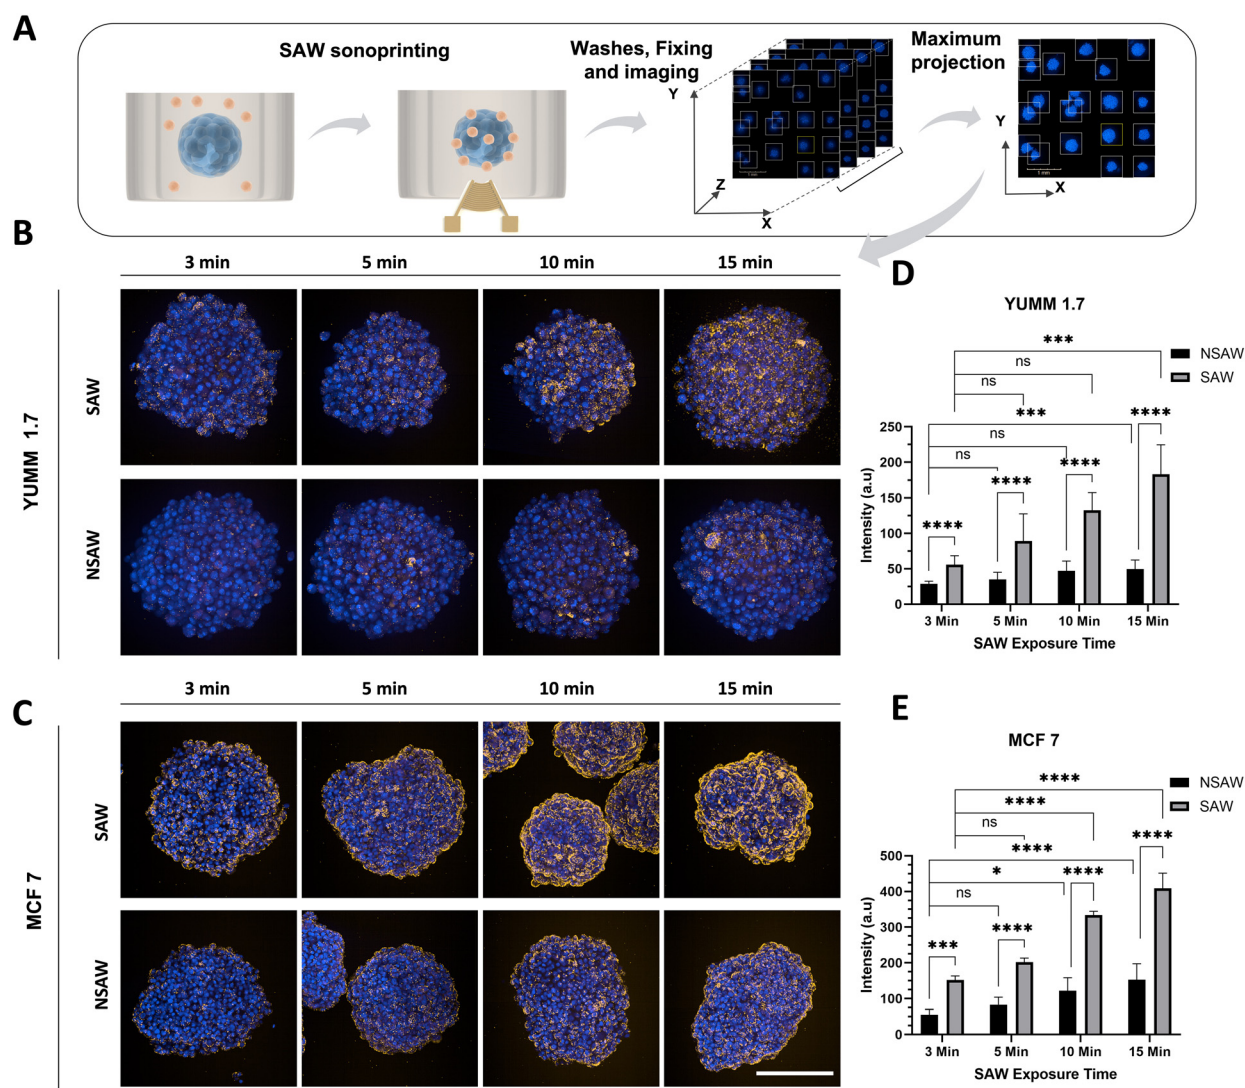 A
SAW sonoprinting
Washes, Fixing
and imaging
Maximum
projection
Y
Z
X
1 mm
Y
X
1 mm
B
3 min
5 min
10 min
15 min
YUMM 1.7
SAW
NSAW
C
3 min
5 min
10 min
15 min
MCF 7
SAW
NSAW
D
YUMM 1.7
NSAW
SAW
***
ns
ns
***
ns
ns
****
****
****
****
Intensity (a.u)
250
200
150
100
50
0
3 Min
5 Min
10 Min
15 Min
SAW Exposure Time
E
MCF 7
NSAW
SAW
****
****
ns
****
*
ns
***
****
****
****
Intensity (a.u)
500
400
300
200
100
0
3 Min
5 Min
10 Min
15 Min
SAW Exposure Time